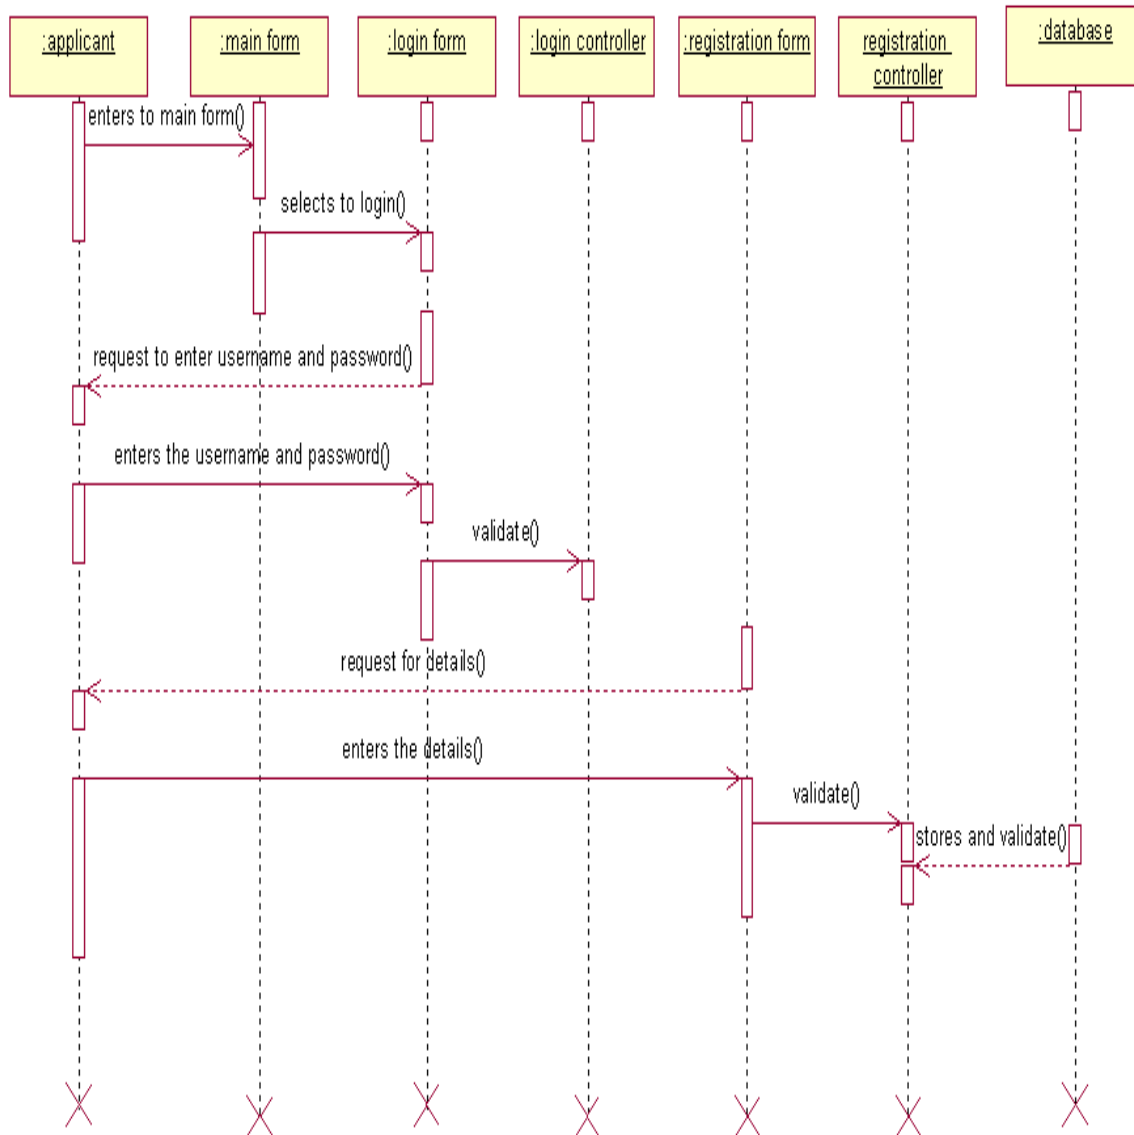 :applicant
:main form
:login form
:login controller
:registration form
registration
controller
:database
enters to main form()
selects to login()
request to enter username and password()
enters the username and password()
validate()
request for details()
enters the details()
validate()
stores and validate()